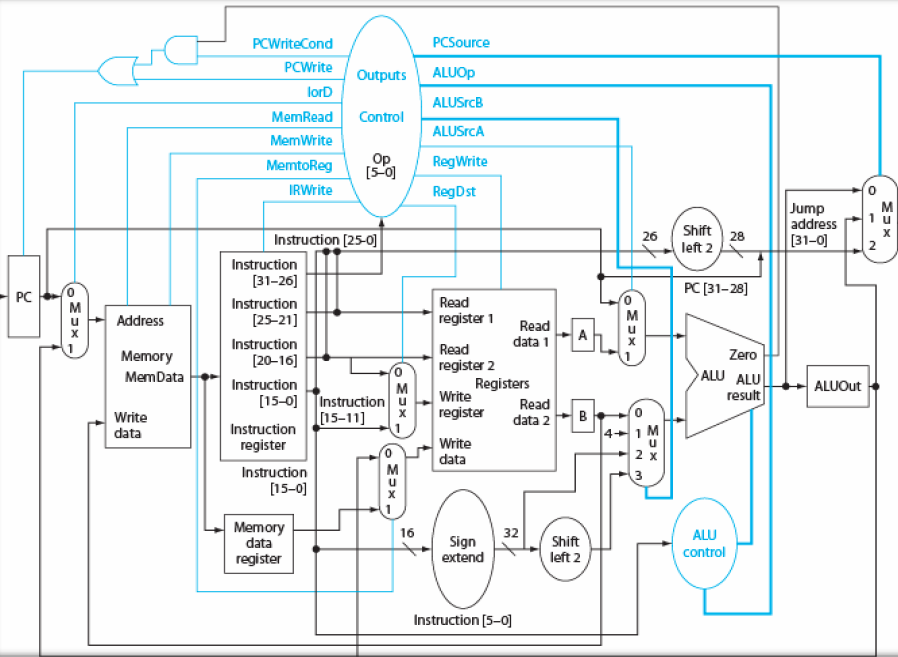 PCWriteCond
PCSource
PCWrite
Outputs
ALUOp
IorD
ALUSrcB
MemRead
Control
ALUSrcA
MemWrite
Op
[5–0]
RegWrite
MemtoReg
IRWrite
RegDst
0
M
u
x
1
2
Jump
address
[31–0]
Instruction [25–0]
26
Shift
left 2
28
PC [31–28]
PC
0
M
u
x
1
Address
Memory
MemData
Write
data
Instruction
[31–26]
Instruction
[25–21]
Instruction
[20–16]
Instruction
[15–0]
Instruction
register
Instruction
[15–11]
Instruction
[15–0]
0
M
u
x
1
0
M
u
x
1
Read
register 1
Read
register 2
Registers
Write
register
Write
data
Read
data 1
Read
data 2
A
B
0
M
u
x
1
4
0
1
2
3
M
u
x
Zero
ALU
ALU
result
ALUOut
Memory
data
register
16
Sign
extend
32
Shift
left 2
ALU
control
Instruction [5–0]